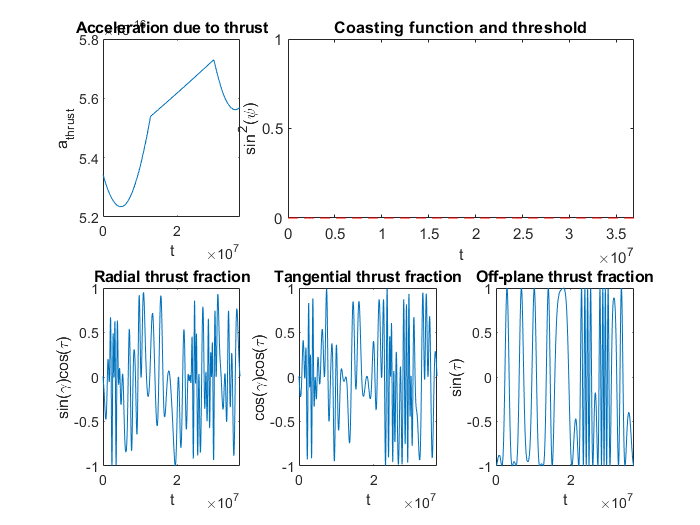 Acceleration due to thrust
5.8
5.6
5.4
5.2
a_thrust
0
2
t
×10^7
Coasting function and threshold
1
0.5
0
sin^2(ψ)
0
0.5
1
1.5
2
2.5
3
3.5
t
×10^7
Radial thrust fraction
1
0.5
0
-0.5
-1
sin(γ)cos(τ)
0
2
t
×10^7
Tangential thrust fraction
1
0.5
0
-0.5
-1
cos(γ)cos(τ)
0
2
t
×10^7
Off-plane thrust fraction
1
0.5
0
-0.5
-1
sin(τ)
0
2
t
×10^7